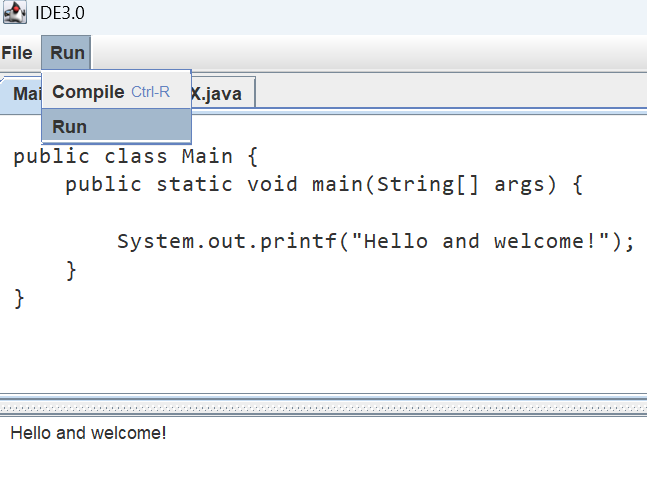 IDE3.0
File Run
Compile Ctrl-R
Mai X.java
Run
public class Main {
    public static void main(String[] args) {
        System.out.printf("Hello and welcome!");
    }
}
Hello and welcome!